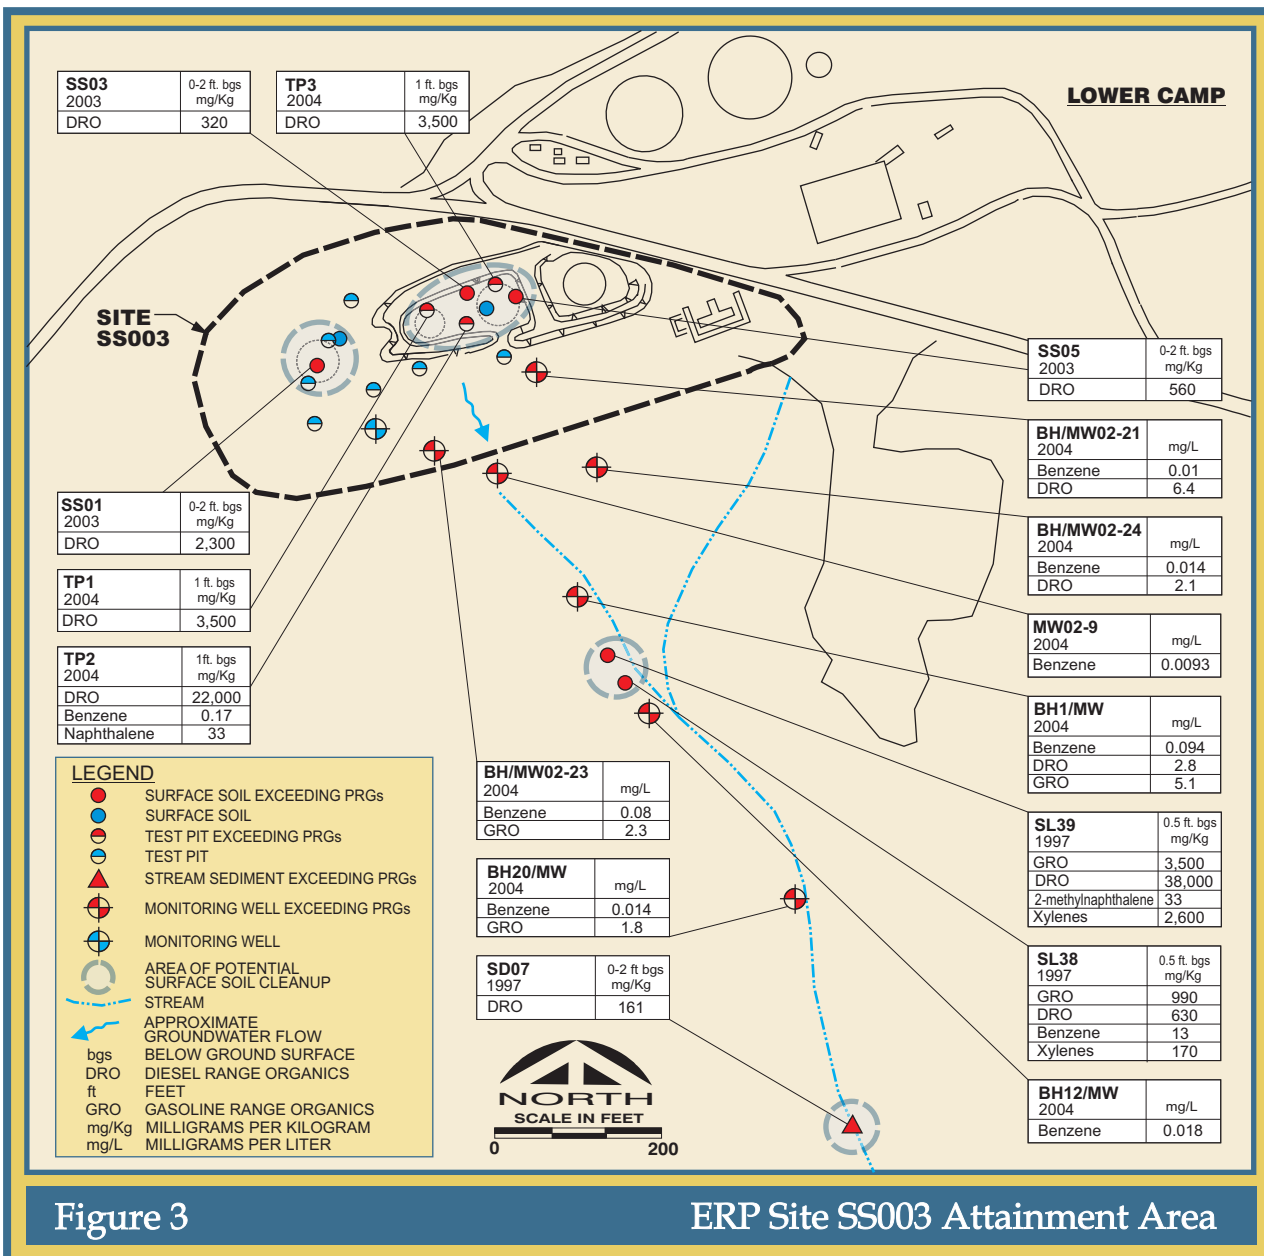 LOWER CAMP
SS03
2003
0-2 ft. bgs
mg/Kg
DRO 320
TP3
2004
1 ft. bgs
mg/Kg
DRO 3,500
SITE
SS003
SS05
2003
0-2 ft. bgs
mg/Kg
DRO 560
BH/MW02-21
2004
mg/L
Benzene 0.01
DRO 6.4
BH/MW02-24
2004
mg/L
Benzene 0.014
DRO 2.1
MW02-9
2004
mg/L
Benzene 0.0093
BH1/MW
2004
mg/L
Benzene 0.094
DRO 2.8
GRO 5.1
SL39
1997
0.5 ft. bgs
mg/Kg
GRO 3,500
DRO 38,000
2-methylnaphthalene 33
Xylenes 2,600
SL38
1997
0.5 ft. bgs
mg/Kg
GRO 990
DRO 630
Benzene 13
Xylenes 170
BH12/MW
2004
mg/L
Benzene 0.018
SS01
2003
0-2 ft. bgs
mg/Kg
DRO 2,300
TP1
2004
1 ft. bgs
mg/Kg
DRO 3,500
TP2
2004
1ft. bgs
mg/Kg
DRO 22,000
Benzene 0.17
Naphthalene 33
BH/MW02-23
2004
mg/L
Benzene 0.08
GRO 2.3
BH20/MW
2004
mg/L
Benzene 0.014
GRO 1.8
SD07
1997
0-2 ft bgs
mg/Kg
DRO 161
LEGEND
SURFACE SOIL EXCEEDING PRGs
SURFACE SOIL
TEST PIT EXCEEDING PRGs
TEST PIT
STREAM SEDIMENT EXCEEDING PRGs
MONITORING WELL EXCEEDING PRGs
MONITORING WELL
AREA OF POTENTIAL
SURFACE SOIL CLEANUP
STREAM
APPROXIMATE
GROUNDWATER FLOW
bgs BELOW GROUND SURFACE
DRO DIESEL RANGE ORGANICS
ft FEET
GRO GASOLINE RANGE ORGANICS
mg/Kg MILLIGRAMS PER KILOGRAM
mg/L MILLIGRAMS PER LITER
NORTH
SCALE IN FEET
0 200
Figure 3
ERP Site SS003 Attainment Area